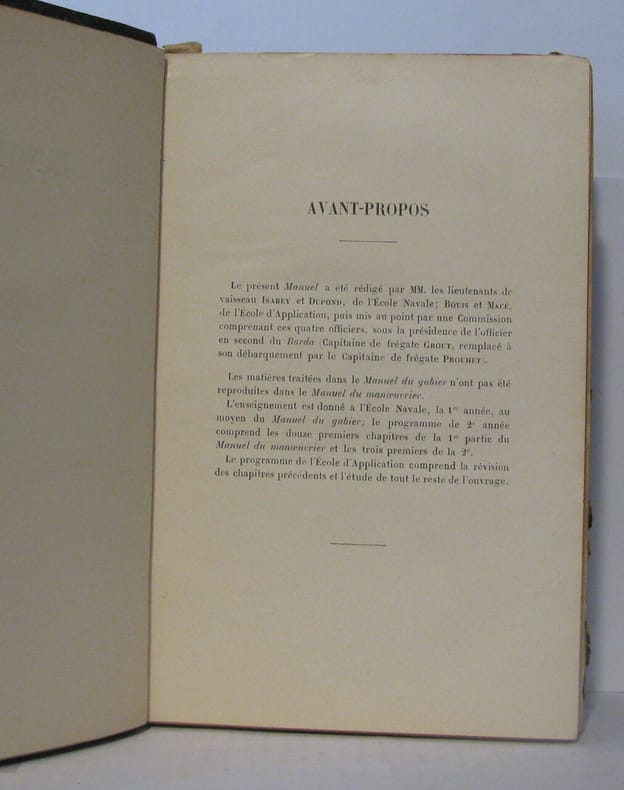 AVANT-PROPOS
Le présent Manuel a été rédigé par MM. les lieutenants de
vaisseau Isabey et Dupond, de l'École Navale; Bouis et Macé,
de l'École d'Application, puis mis au point par une Commission
comprenant ces quatre officiers, sous la présidence de l'officier
en second du Borda (Capitaine de frégate Grout, remplacé à
son débarquement par le Capitaine de frégate Prouhet).
Les matières traitées dans le Manuel du gabier n'ont pas été
reproduites dans le Manuel du manœuvrier.
L'enseignement est donné à l'École Navale, la 1re année, au
moyen du Manuel du gabier; le programme de 2e année
comprend les douze premiers chapitres de la 1re partie du
Manuel du manœuvrier et les trois premiers de la 2e.
Le programme de l'École d'Application comprend la révision
des chapitres précédents et l'étude de tout le reste de l'ouvrage.